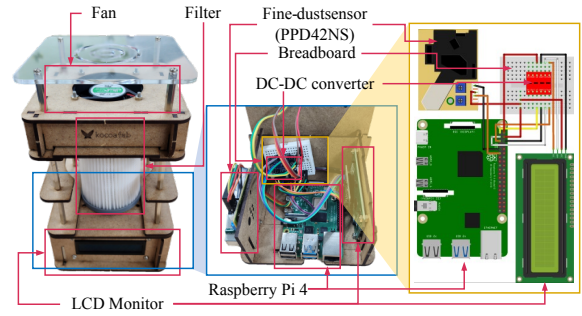 Fan
Filter
Fine-dustsensor
(PPD42NS)
Breadboard
DC-DC converter
LCD Monitor
Raspberry Pi 4